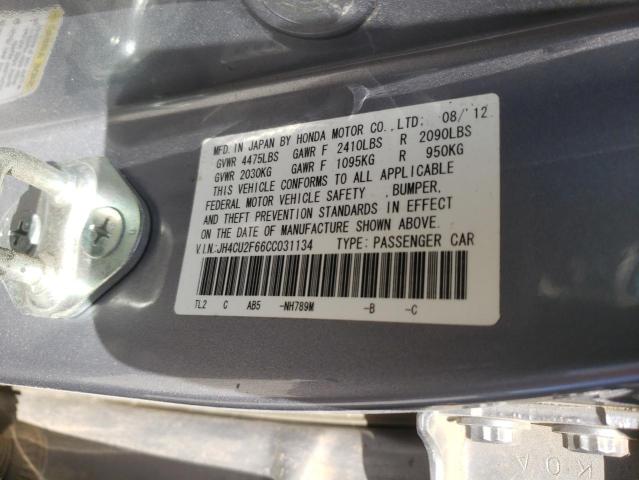 MFD. IN JAPAN BY HONDA MOTOR CO., LTD: 08/'12
GVWR 4475LBS GAWR F 2410LBS R 2090LBS
GVWR 2030KG GAWR F 1095KG R 950KG
THIS VEHICLE CONFORMS TO ALL APPLICABLE
FEDERAL MOTOR VEHICLE SAFETY ,BUMPER,
AND THEFT PREVENTION STANDARDS IN EFFECT
ON THE DATE OF MANUFACTURE SHOWN ABOVE.
V.I.N.:JH4CU2F66CC031134 TYPE: PASSENGER CAR
TL2 C AB5 -NH789M -B -C
KOA